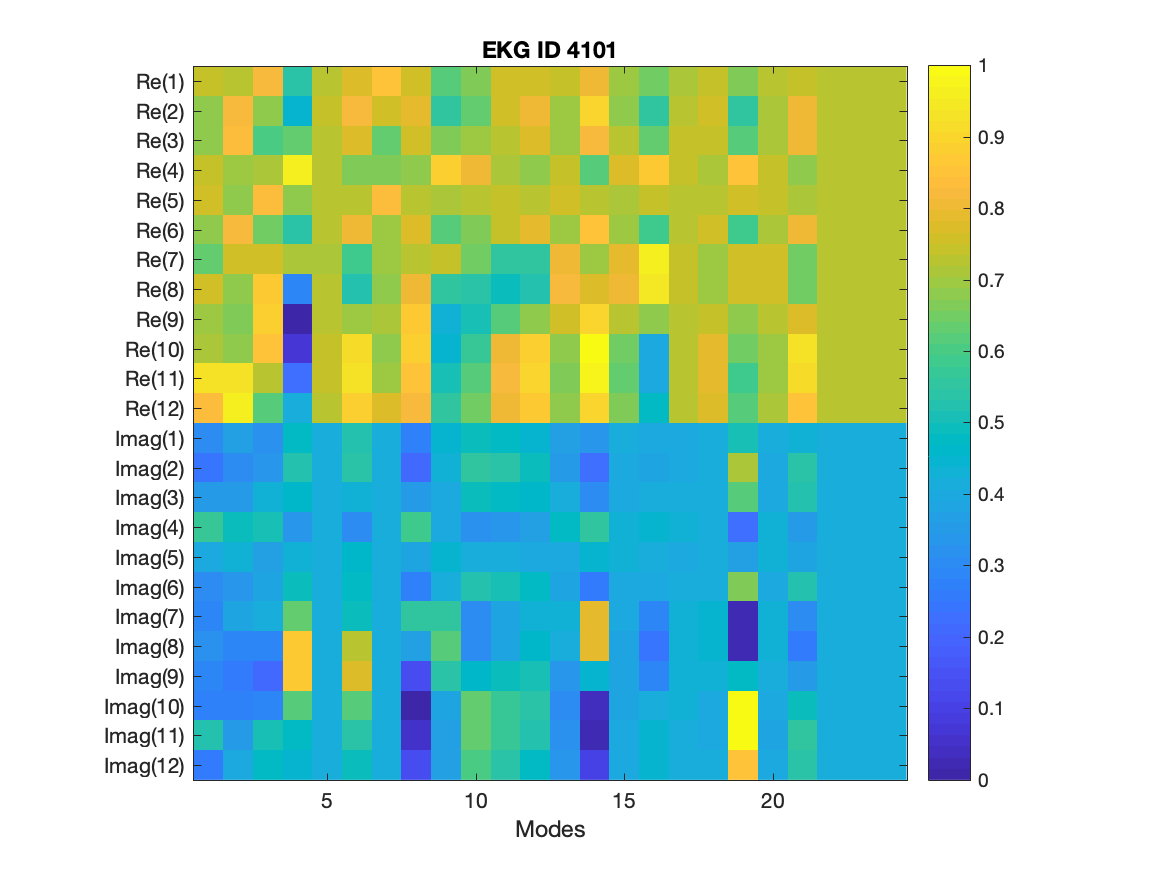 EKG ID 4101
Re(1)
Re(2)
Re(3)
Re(4)
Re(5)
Re(6)
Re(7)
Re(8)
Re(9)
Re(10)
Re(11)
Re(12)
Imag(1)
Imag(2)
Imag(3)
Imag(4)
Imag(5)
Imag(6)
Imag(7)
Imag(8)
Imag(9)
Imag(10)
Imag(11)
Imag(12)
5 10 15 20
Modes
1
0.9
0.8
0.7
0.6
0.5
0.4
0.3
0.2
0.1
0